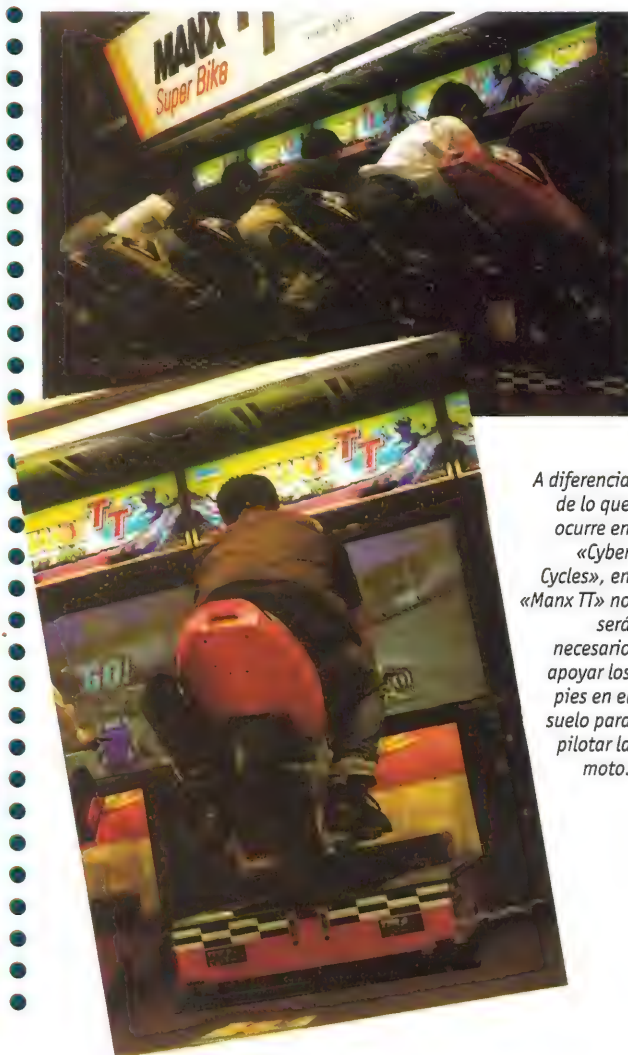 MANX TT
Super Bike
TT
TT
GO!
A diferencia
de lo que
ocurre en
«Cyber
Cycles», en
«Manx TT» no
será
necesario
apoyar los
pies en el
suelo para
pilotar la
moto.